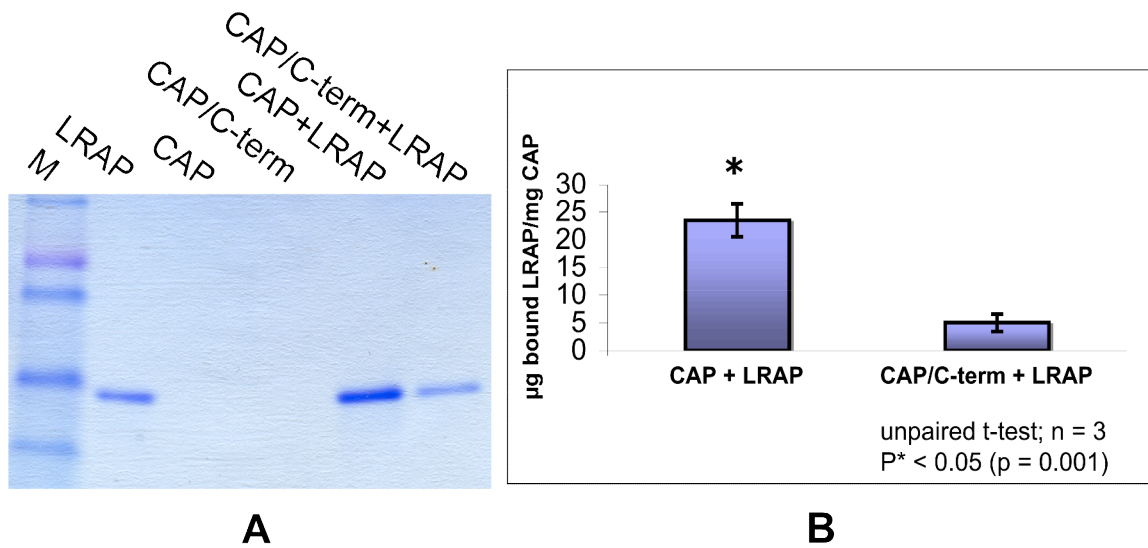 M
LRAP
CAP
CAP/C-term
CAP+LRAP
CAP/C-term+LRAP
A
µg bound LRAP/mg CAP
*
30
25
20
15
10
5
0
CAP + LRAP
CAP/C-term + LRAP
unpaired t-test; n = 3
P* < 0.05 (p = 0.001)
B